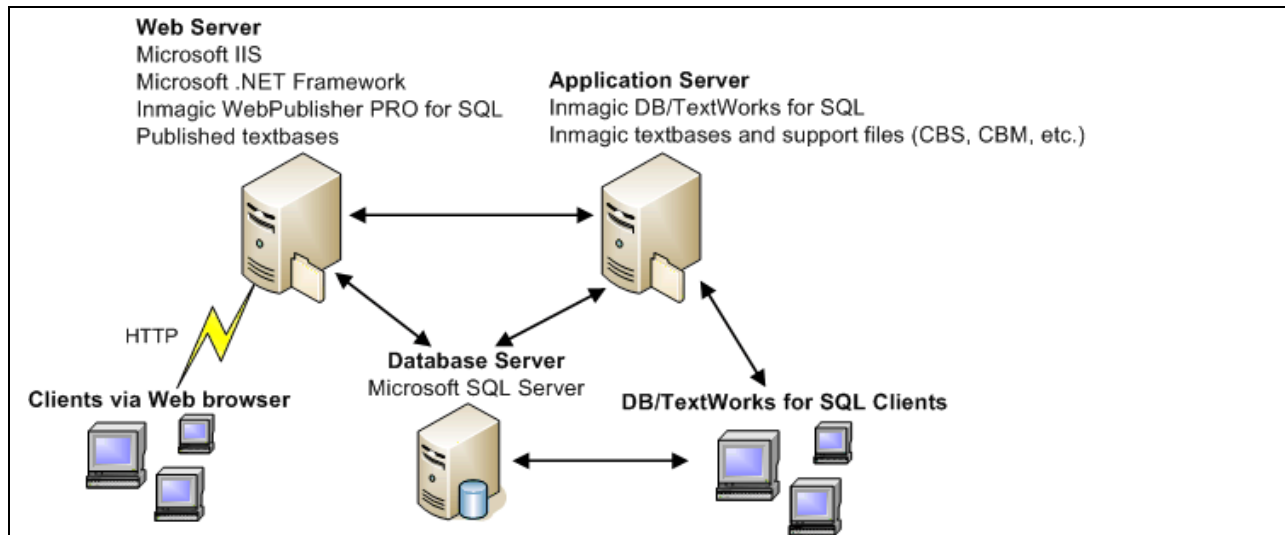 Web Server
Microsoft IIS
Microsoft .NET Framework
Inmagic WebPublisher PRO for SQL
Published textbases
Application Server
Inmagic DB/TextWorks for SQL
Inmagic textbases and support files (CBS, CBM, etc.)
HTTP
Database Server
Microsoft SQL Server
Clients via Web browser
DB/TextWorks for SQL Clients